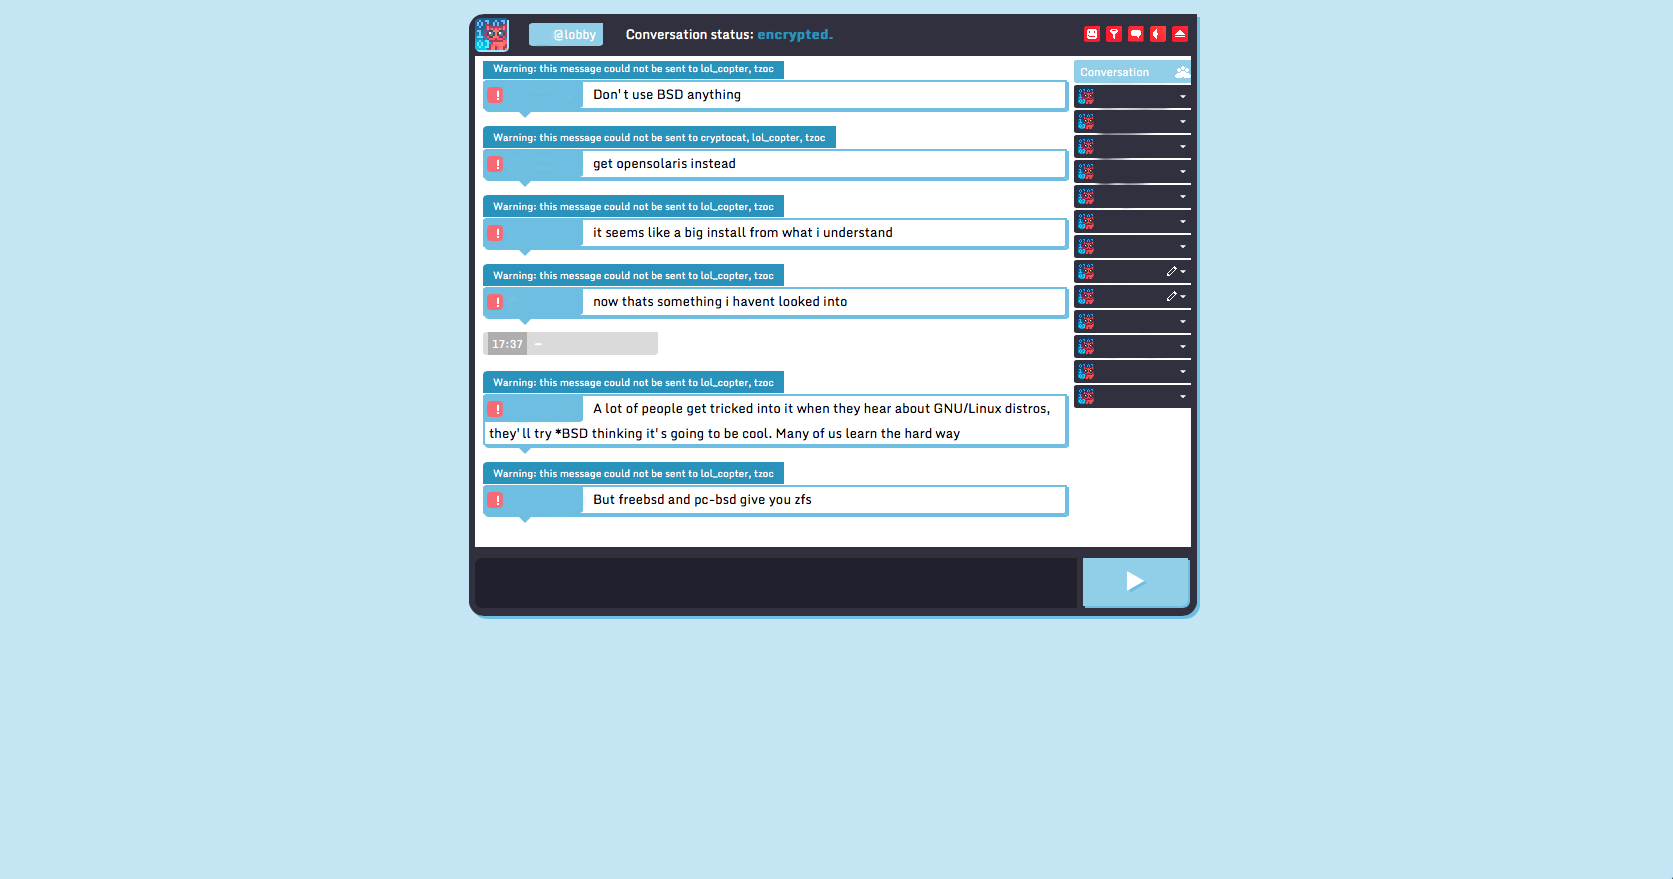 @lobby
Conversation status: encrypted.
Warning: this message could not be sent to lol_copter, tzoc
Don't use BSD anything
Warning: this message could not be sent to cryptocat, lol_copter, tzoc
get opensolaris instead
Warning: this message could not be sent to lol_copter, tzoc
it seems like a big install from what i understand
Warning: this message could not be sent to lol_copter, tzoc
now thats something i havent looked into
17:37 —
Warning: this message could not be sent to lol_copter, tzoc
A lot of people get tricked into it when they hear about GNU/Linux distros,
they'll try *BSD thinking it's going to be cool. Many of us learn the hard way
Warning: this message could not be sent to lol_copter, tzoc
But freebsd and pc-bsd give you zfs
Conversation